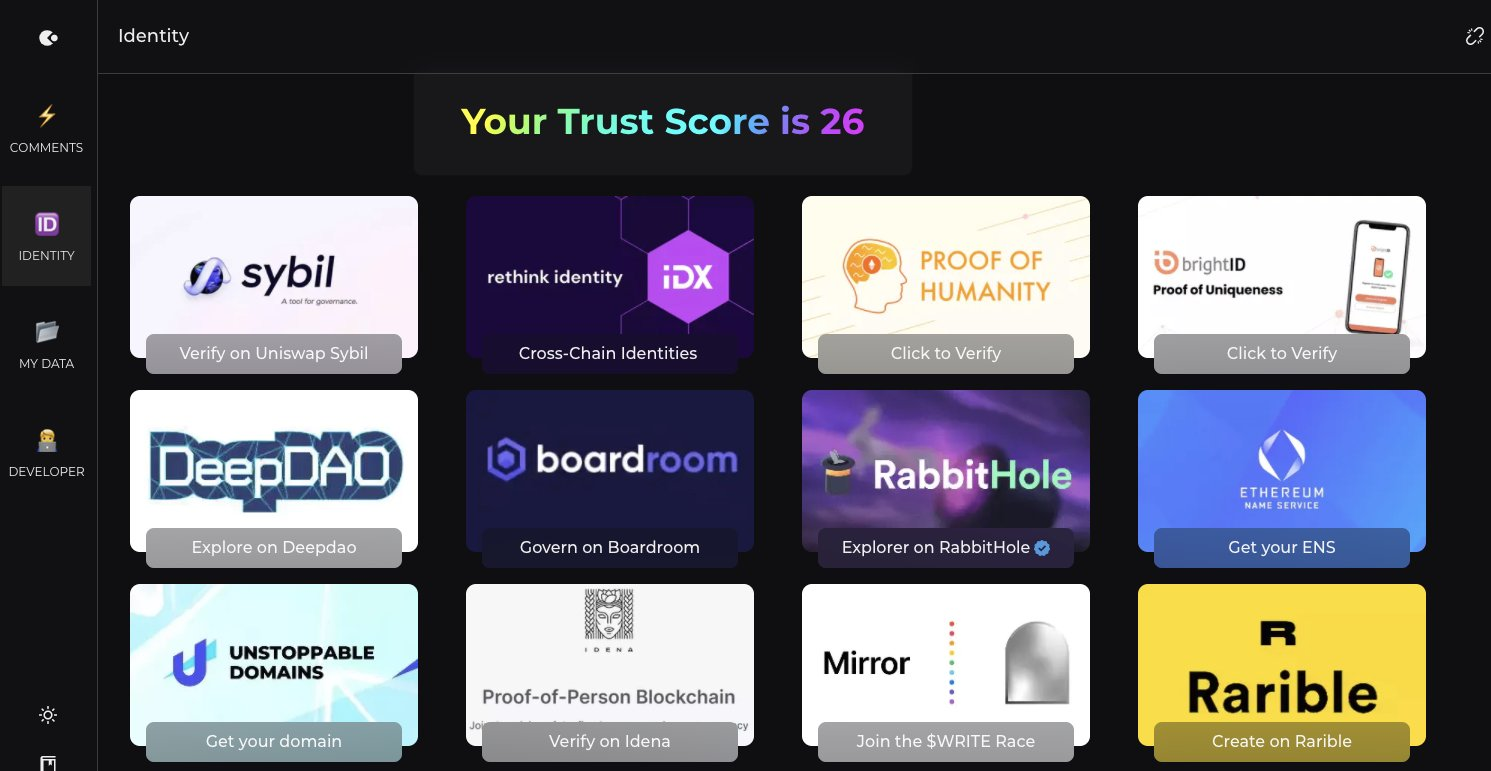 Identity
COMMENTS
ID
IDENTITY
MY DATA
DEVELOPER
Your Trust Score is 26
sybil
A tool for governance.
Verify on Uniswap Sybil
rethink identity
iDX
Cross-Chain Identities
PROOF OF
HUMANITY
Click to Verify
brightID
Proof of Uniqueness
Click to Verify
DeepDAO
Explore on Deepdao
boardroom
Govern on Boardroom
RabbitHole
Explorer on RabbitHole
ETHEREUM
NAME SERVICE
Get your ENS
UNSTOPPABLE
DOMAINS
Get your domain
IDENA
Proof-of-Person Blockchain
Verify on Idena
Mirror
Join the $WRITE Race
R
Rarible
Create on Rarible